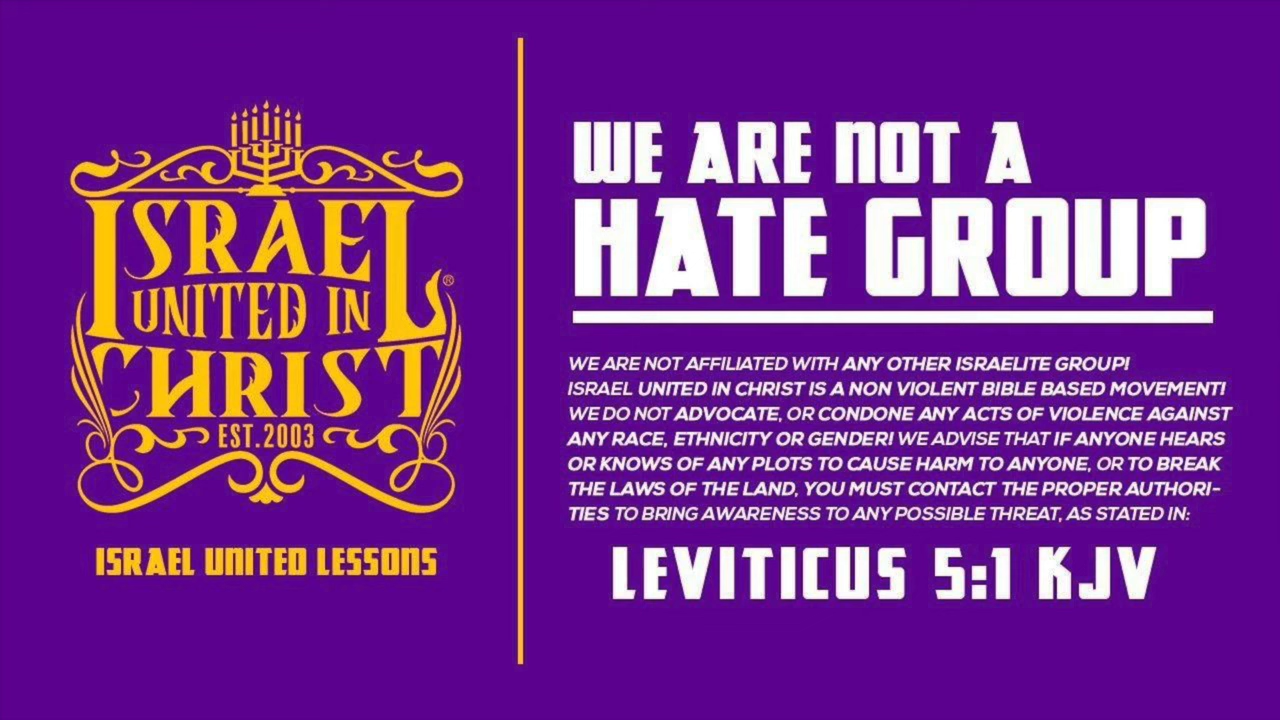 ISRAEL
UNITED IN
CHRIST
®
EST.2003
ISRAEL UNITED LESSONS
WE ARE NOT A
HATE GROUP
WE ARE NOT AFFILIATED WITH ANY OTHER ISRAELITE GROUP!
ISRAEL UNITED IN CHRIST IS A NON VIOLENT BIBLE BASED MOVEMENT!
WE DO NOT ADVOCATE, OR CONDONE ANY ACTS OF VIOLENCE AGAINST
ANY RACE, ETHNICITY OR GENDER! WE ADVISE THAT IF ANYONE HEARS
OR KNOWS OF ANY PLOTS TO CAUSE HARM TO ANYONE, OR TO BREAK
THE LAWS OF THE LAND, YOU MUST CONTACT THE PROPER AUTHORI-
TIES TO BRING AWARENESS TO ANY POSSIBLE THREAT, AS STATED IN:
LEVITICUS 5:1 KJV